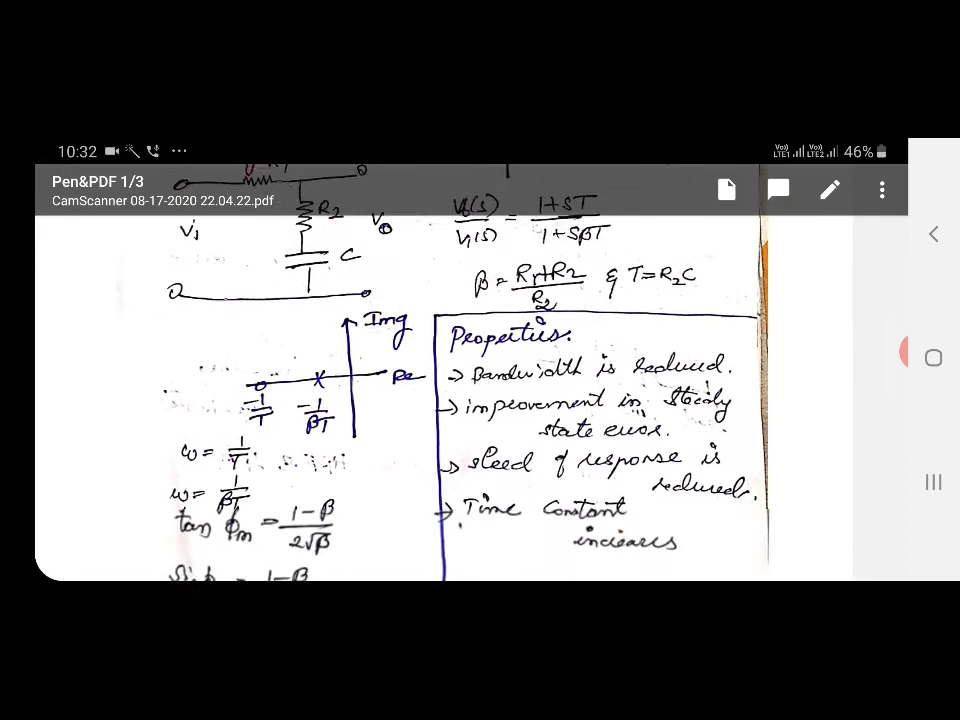 10:32 46%
Pen&PDF 1/3
CamScanner 08-17-2020 22.04.22.pdf
R2
Vi
Vo
C
Vo(s)/Vi(s) = 1+ST/1+SβT
β = R1+R2/R2 & T=R2C
Img
Re
-1/T
-1/βT
ω = 1/T.
ω = 1/βT
tan ϕm = 1-β/2√β
= 1-β
Properties:
→ Bandwidth is reduced.
→ improvement in steady
state error.
→ speed of response is
reduced.
→ Time Constant
increases